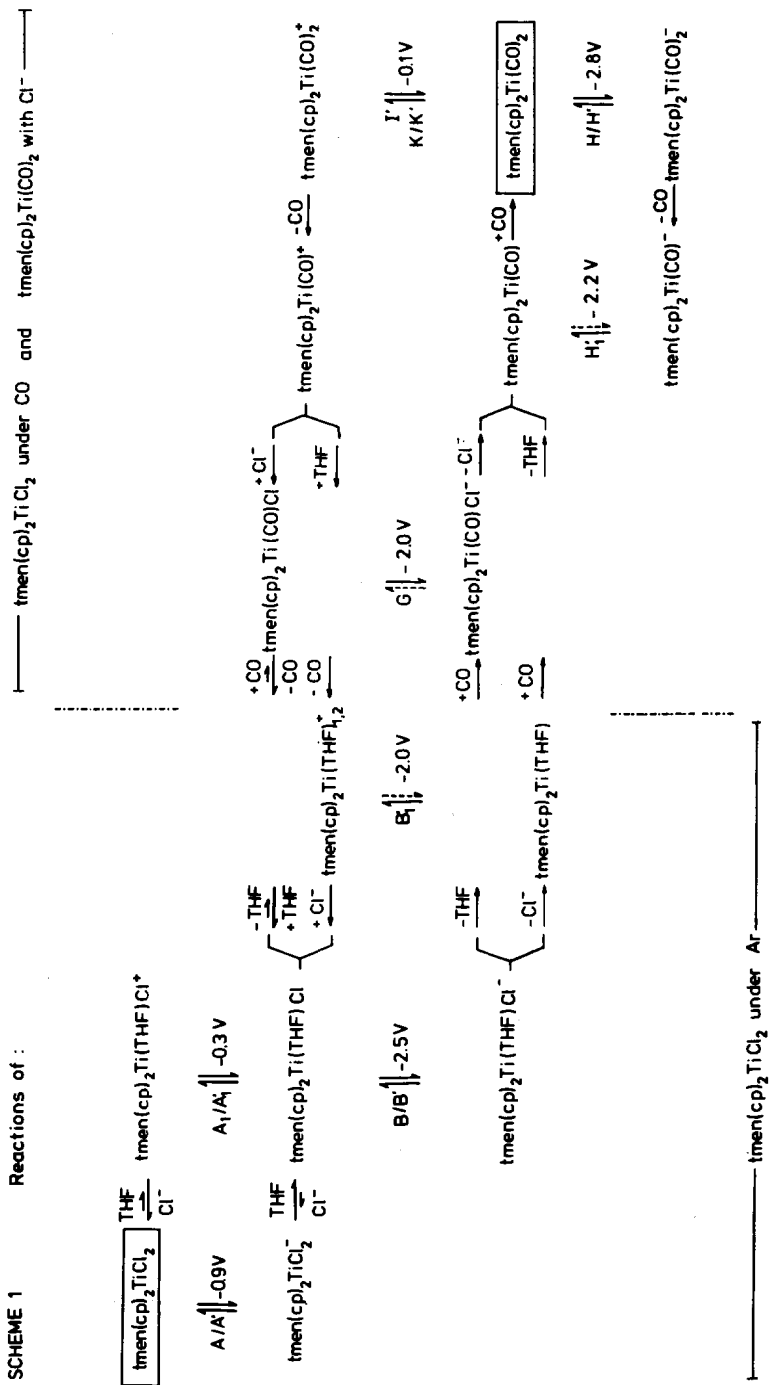 SCHEME 1 Reactions of :
tmen(cp)₂TiCl₂ under CO and tmen(cp)₂Ti(CO)₂ with Cl⁻
tmen(cp)₂TiCl₂
THF
Cl⁻
tmen(cp)₂Ti(THF)Cl⁺
A/A' -0.9V
A₁/A₁' -0.3 V
tmen(cp)₂TiCl₂⁻
THF
Cl⁻
tmen(cp)₂Ti(THF)Cl
-THF
+THF
+Cl⁻
tmen(cp)₂Ti(THF)₁,₂⁺
+CO
-CO
-CO
tmen(cp)₂Ti(CO)Cl
+Cl⁻
+THF
tmen(cp)₂Ti(CO)⁺
-CO
tmen(cp)₂Ti(CO)₂⁺
B/B' -2.5V
B₁' -2.0V
G -2.0V
I'
K/K' -0.1V
tmen(cp)₂Ti(THF)Cl⁻
-THF
-Cl⁻
tmen(cp)₂Ti(THF)
+CO
+CO
tmen(cp)₂Ti(CO)Cl⁻
-Cl⁻
-THF
tmen(cp)₂Ti(CO)
+CO
tmen(cp)₂Ti(CO)₂
H₁' -2.2 V
H/H' -2.8V
tmen(cp)₂Ti(CO)⁻
-CO
tmen(cp)₂Ti(CO)₂⁻
tmen(cp)₂TiCl₂ under Ar